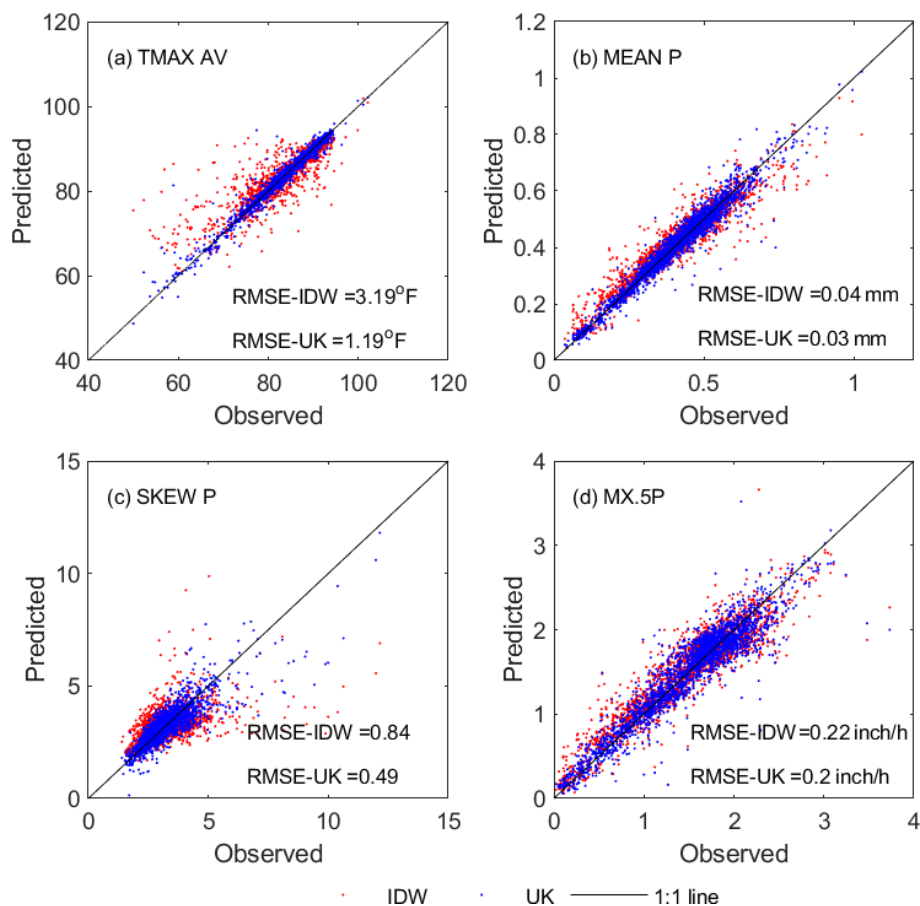 120
(a) TMAX AV
100
80
60
40
Predicted
RMSE-IDW =3.19°F
RMSE-UK =1.19°F
40 60 80 100 120
Observed
1.2
(b) MEAN P
1
0.8
0.6
0.4
0.2
0
Predicted
RMSE-IDW =0.04 mm
RMSE-UK =0.03 mm
0 0.5 1
Observed
15
(c) SKEW P
10
5
0
Predicted
RMSE-IDW =0.84
RMSE-UK =0.49
0 5 10 15
Observed
4
(d) MX.5P
3
2
1
0
Predicted
RMSE-IDW =0.22 inch/h
RMSE-UK =0.2 inch/h
0 1 2 3 4
Observed
IDW UK 1:1 line